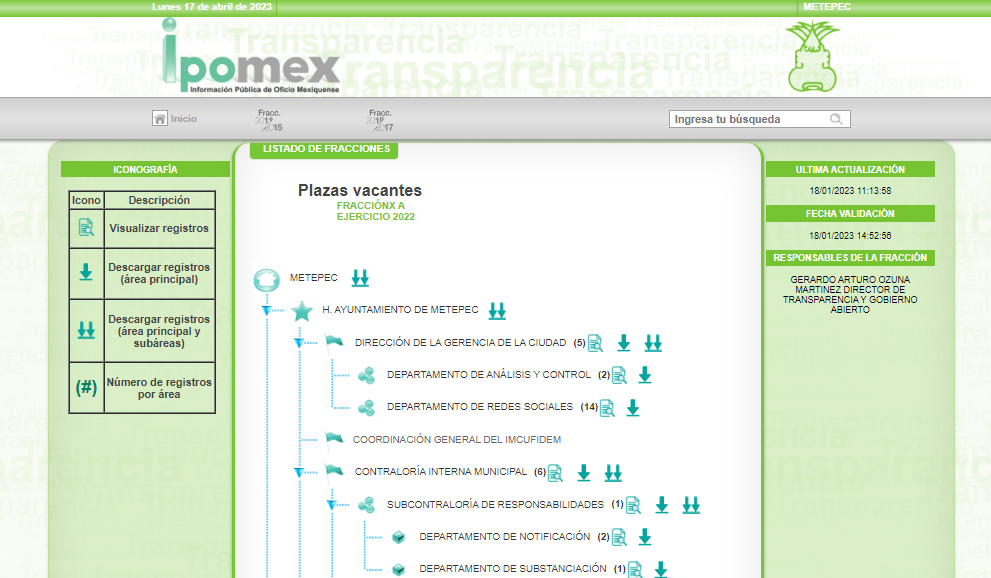 Lunes 17 de abril de 2023
METEPEC
ipomex
Información Pública de Oficio Mexiquense
Transparencia
Inicio
Fracc.
2015
Fracc.
2017
Ingresa tu búsqueda
ICONOGRAFÍA
Icono Descripción
Visualizar registros
Descargar registros
(área principal)
Descargar registros
(área principal y
subáreas)
(#) Número de registros
por área
LISTADO DE FRACCIONES
Plazas vacantes
FRACCIÓNX A
EJERCICIO 2022
METEPEC
H. AYUNTAMIENTO DE METEPEC
DIRECCIÓN DE LA GERENCIA DE LA CIUDAD (5)
DEPARTAMENTO DE ANÁLISIS Y CONTROL (2)
DEPARTAMENTO DE REDES SOCIALES (14)
COORDINACIÓN GENERAL DEL IMCUFIDEM
CONTRALORÍA INTERNA MUNICIPAL (6)
SUBCONTRALORÍA DE RESPONSABILIDADES (1)
DEPARTAMENTO DE NOTIFICACIÓN (2)
DEPARTAMENTO DE SUBSTANCIACIÓN (1)
ULTIMA ACTUALIZACIÓN
18/01/2023 11:13:58
FECHA VALIDACIÓN
18/01/2023 14:52:56
RESPONSABLES DE LA FRACCIÓN
GERARDO ARTURO OZUNA
MARTINEZ DIRECTOR DE
TRANSPARENCIA Y GOBIERNO
ABIERTO